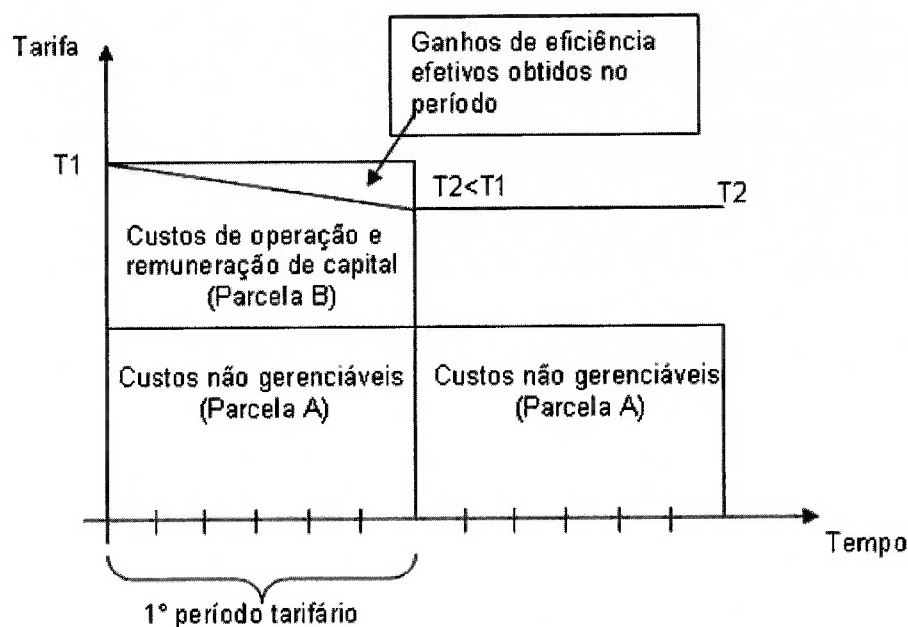 Tarifa
Ganhos de eficiência
efetivos obtidos no
período
T1
T2<T1
T2
Custos de operação e
remuneração de capital
(Parcela B)
Custos não gerenciáveis
(Parcela A)
Custos não gerenciáveis
(Parcela A)
Tempo
1° período tarifário